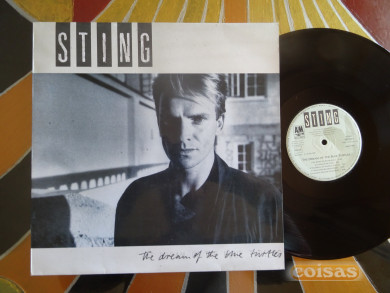 STING
the dream of the blue turtles
A&M
STING
coisas